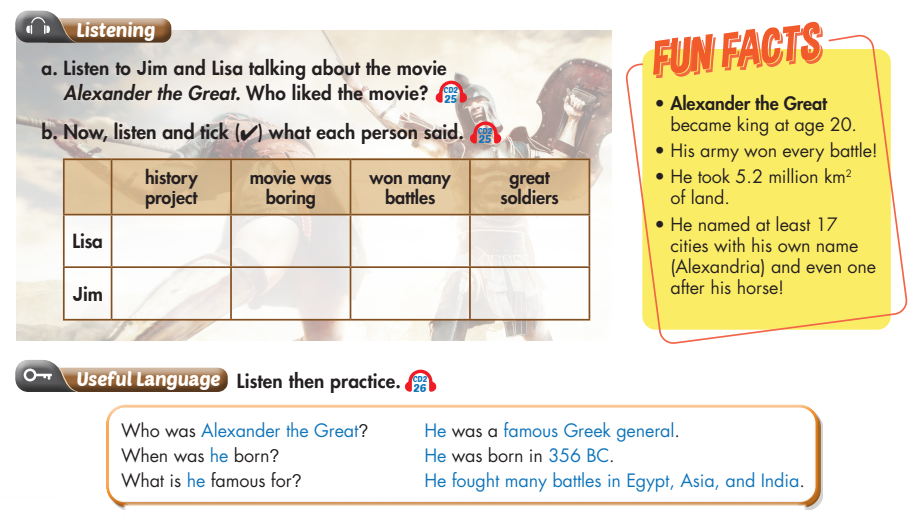 Listening
a. Listen to Jim and Lisa talking about the movie
Alexander the Great. Who liked the movie? CD2 25
b. Now, listen and tick (✔) what each person said. CD2 25
history project
movie was boring
won many battles
great soldiers
Lisa
Jim
FUN FACTS
• Alexander the Great
became king at age 20.
• His army won every battle!
• He took 5.2 million km²
of land.
• He named at least 17
cities with his own name
(Alexandria) and even one
after his horse!
Useful Language Listen then practice. CD2 26
Who was Alexander the Great? He was a famous Greek general.
When was he born? He was born in 356 BC.
What is he famous for? He fought many battles in Egypt, Asia, and India.